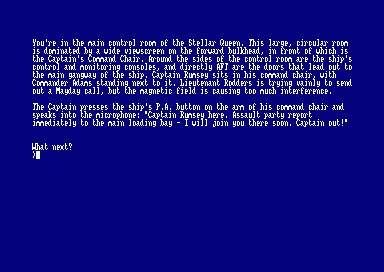 You're in the main control room of the Stellar Queen. This large, circular room
is dominated by a wide viewscreen on the forward bulkhead, in front of which is
the Captain's Command Chair. Around the sides of the control room are the ship's
control and monitoring consoles, and directly AFT are the doors that lead out to
the main gangway of the ship. Captain Rumsey sits in his command chair, with
Commander Adams standing next to it. Lieutenant Rodders is trying vainly to send
out a Mayday call, but the magnetic field is causing too much interference.
The Captain presses the ship's P.A. button on the arm of his command chair and
speaks into the microphone: "Captain Rumsey here. Assault party report
immediately to the main loading bay - I will join you there soon. Captain out!"
What next?
>